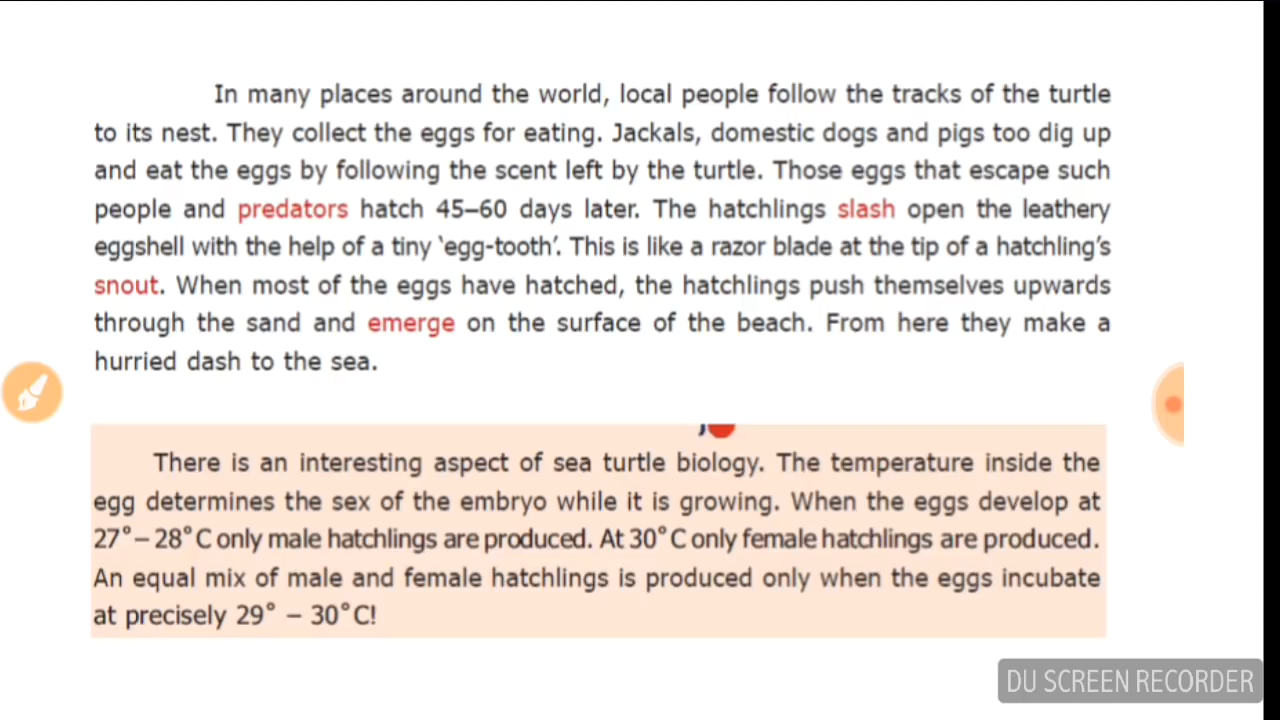 In many places around the world, local people follow the tracks of the turtle
to its nest. They collect the eggs for eating. Jackals, domestic dogs and pigs too dig up
and eat the eggs by following the scent left by the turtle. Those eggs that escape such
people and predators hatch 45–60 days later. The hatchlings slash open the leathery
eggshell with the help of a tiny ‘egg-tooth’. This is like a razor blade at the tip of a hatchling’s
snout. When most of the eggs have hatched, the hatchlings push themselves upwards
through the sand and emerge on the surface of the beach. From here they make a
hurried dash to the sea.
There is an interesting aspect of sea turtle biology. The temperature inside the
egg determines the sex of the embryo while it is growing. When the eggs develop at
27°– 28°C only male hatchlings are produced. At 30°C only female hatchlings are produced.
An equal mix of male and female hatchlings is produced only when the eggs incubate
at precisely 29° – 30°C!
DU SCREEN RECORDER